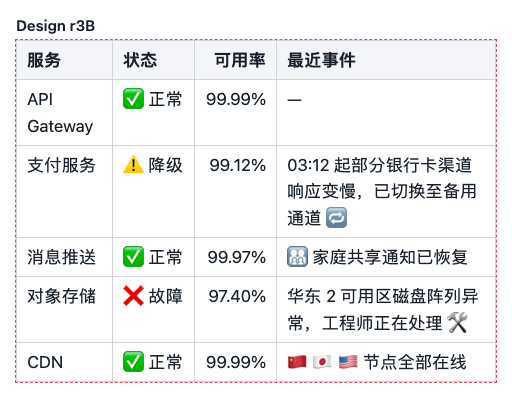 Design r3B
服务 状态 可用率 最近事件
API
Gateway
✅ 正常 99.99% —
支付服务 ⚠️ 降级 99.12% 03:12 起部分银行卡渠道
响应变慢，已切换至备用
通道 🔁
消息推送 ✅ 正常 99.97% 👨‍👩‍👧‍👦 家庭共享通知已恢复
对象存储 ❌ 故障 97.40% 华东 2 可用区磁盘阵列异
常，工程师正在处理 🛠️
CDN ✅ 正常 99.99% 🇨🇳 🇯🇵 🇺🇸 节点全部在线